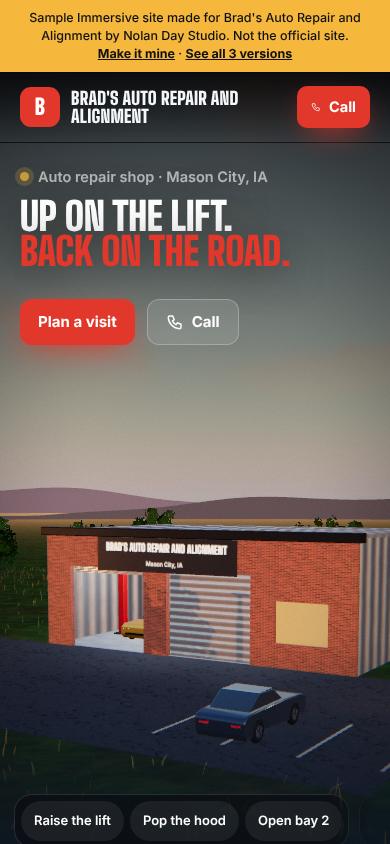 Sample Immersive site made for Brad's Auto Repair and
Alignment by Nolan Day Studio. Not the official site.
Make it mine · See all 3 versions
B
BRAD'S AUTO REPAIR AND
ALIGNMENT
Call
Auto repair shop · Mason City, IA
UP ON THE LIFT.
BACK ON THE ROAD.
Plan a visit
Call
BRAD'S AUTO REPAIR AND ALIGNMENT
Mason City, IA
Raise the lift
Pop the hood
Open bay 2